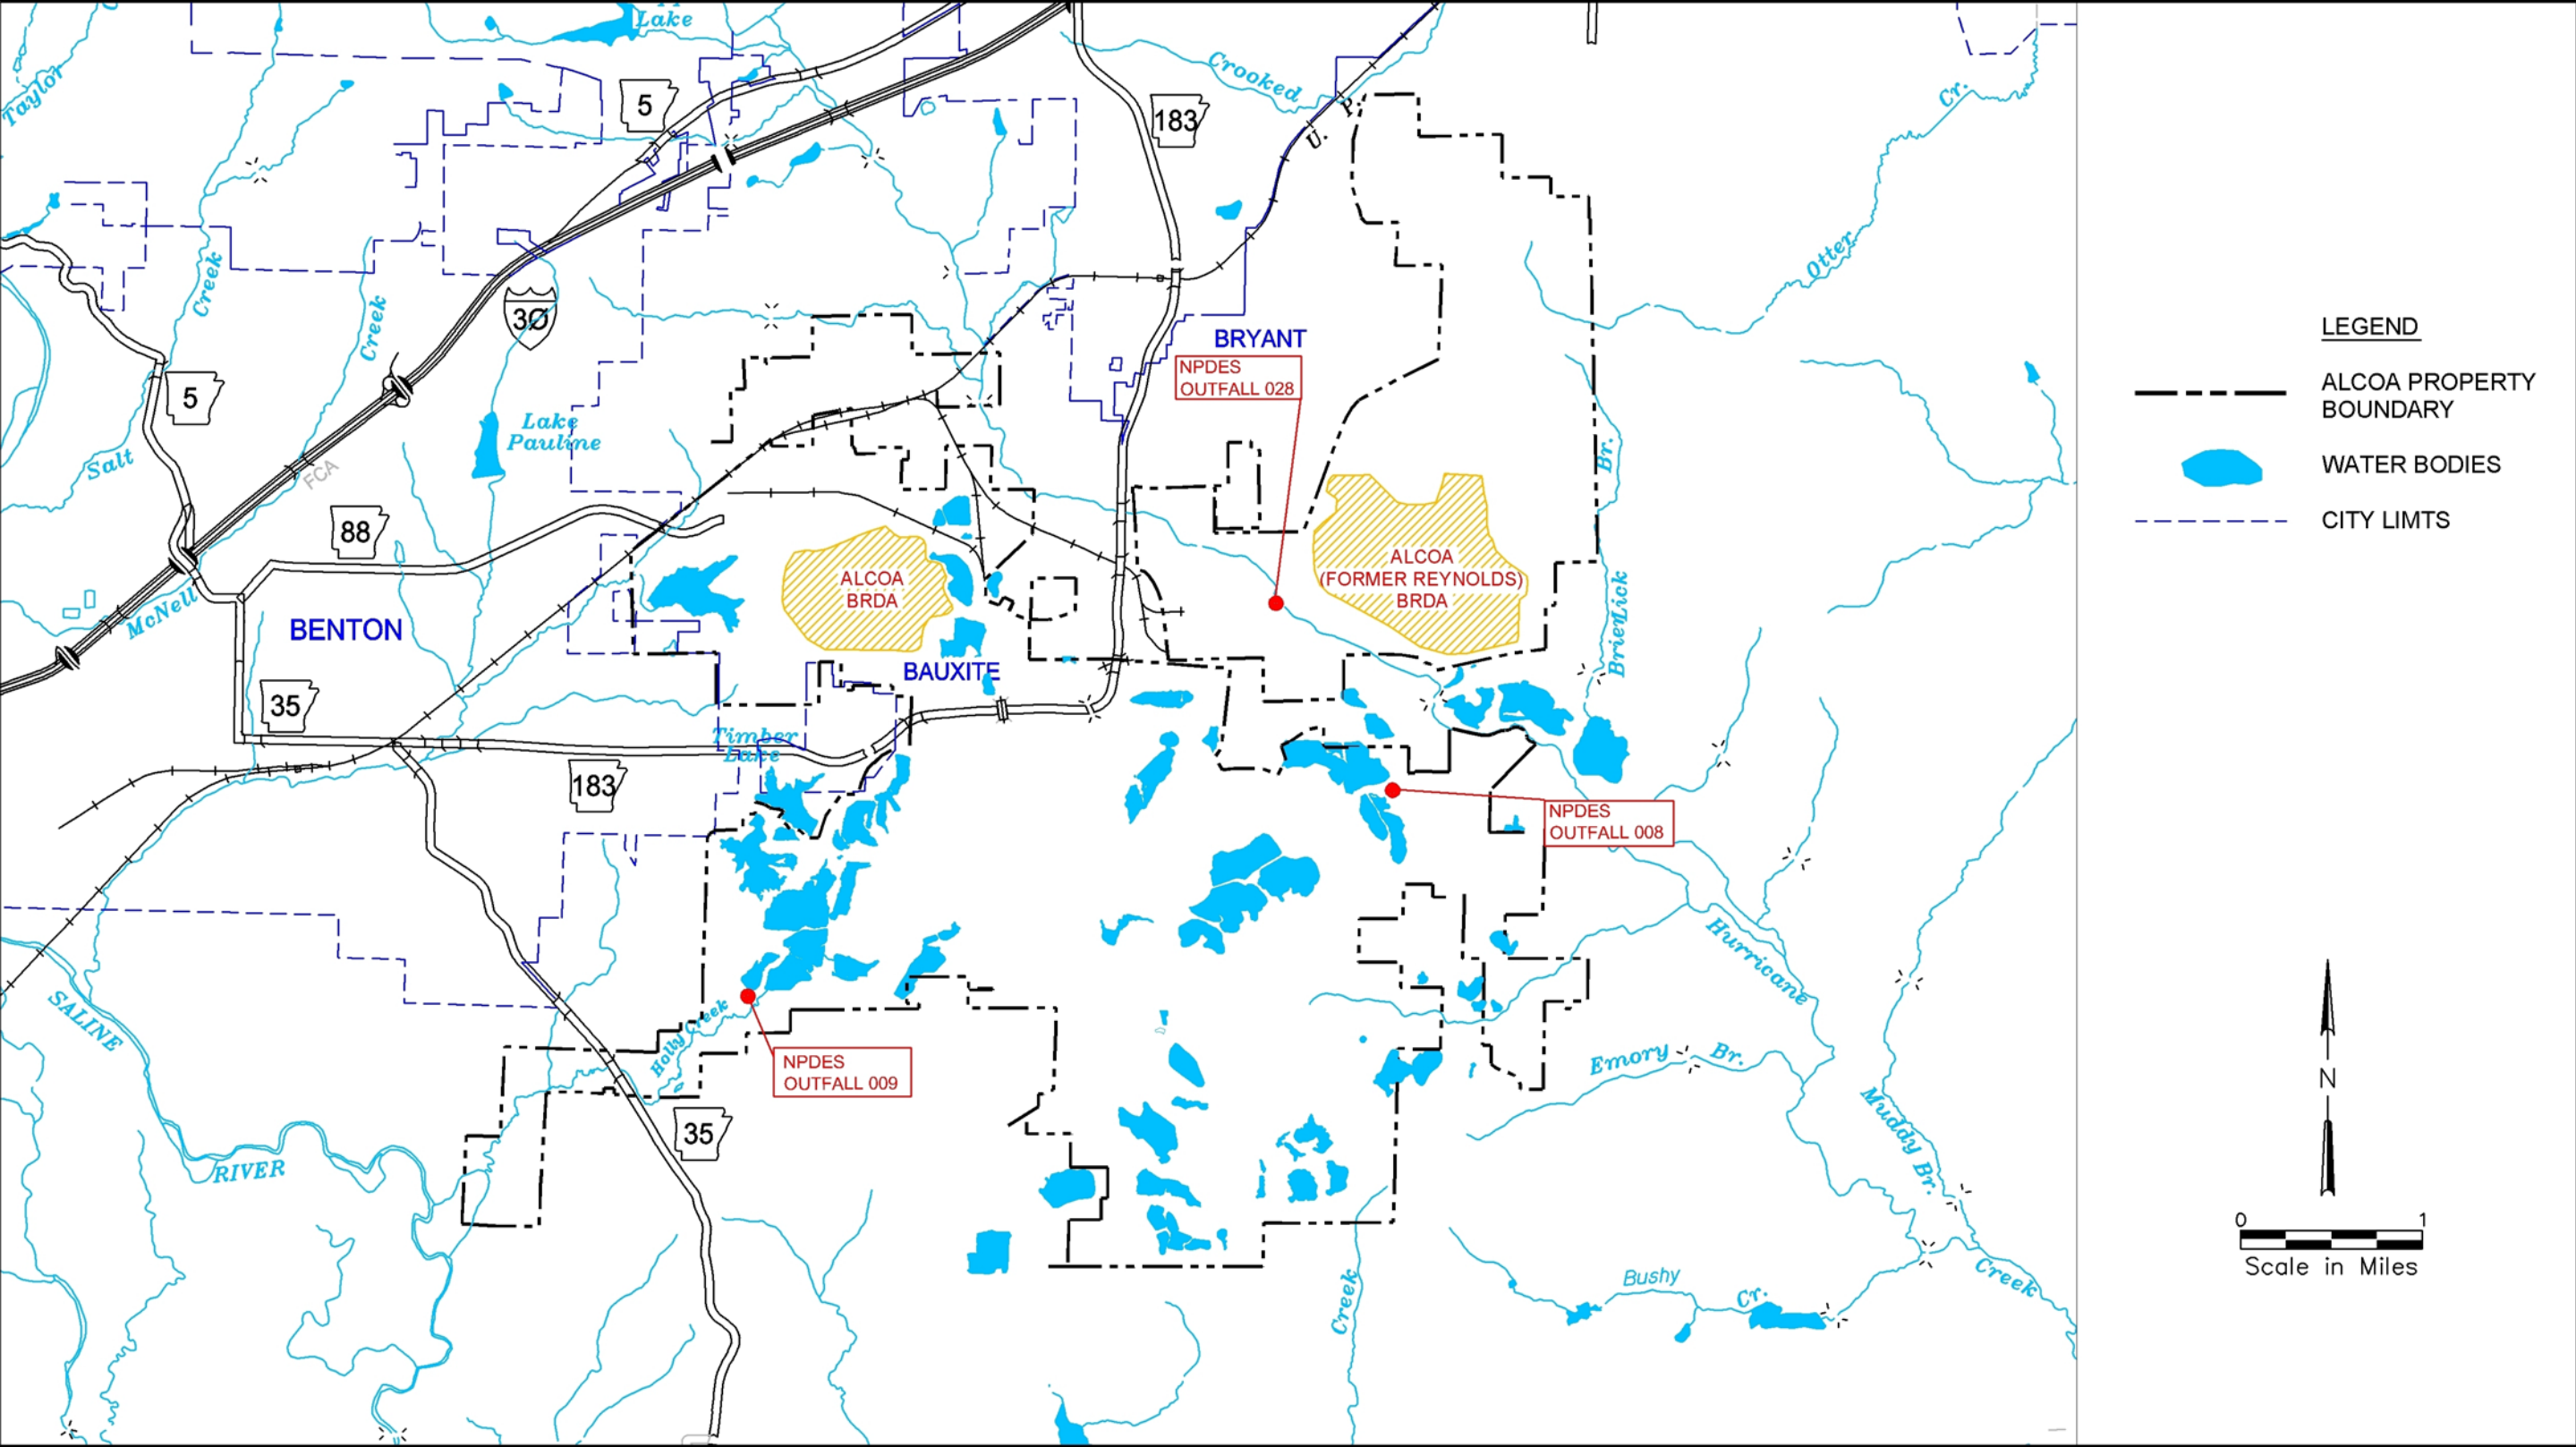 Lake
Taylor
Crooked
Cr.
5
183
U. P.
Otter
Creek
Creek
30
BRYANT
NPDES
OUTFALL 028
5
Lake
Pauline
Salt
FCA
Br.
88
ALCOA
BRDA
ALCOA
(FORMER REYNOLDS)
BRDA
McNeil
BENTON
Brier Lick
BAUXITE
35
Timber
Lake
183
NPDES
OUTFALL 008
Hurricane
SALINE
Holly Creek
NPDES
OUTFALL 009
Emory Br.
Muddy Br.
35
RIVER
Creek
Bushy
Cr.
Creek
LEGEND
ALCOA PROPERTY
BOUNDARY
WATER BODIES
CITY LIMTS
N
0 1
Scale in Miles